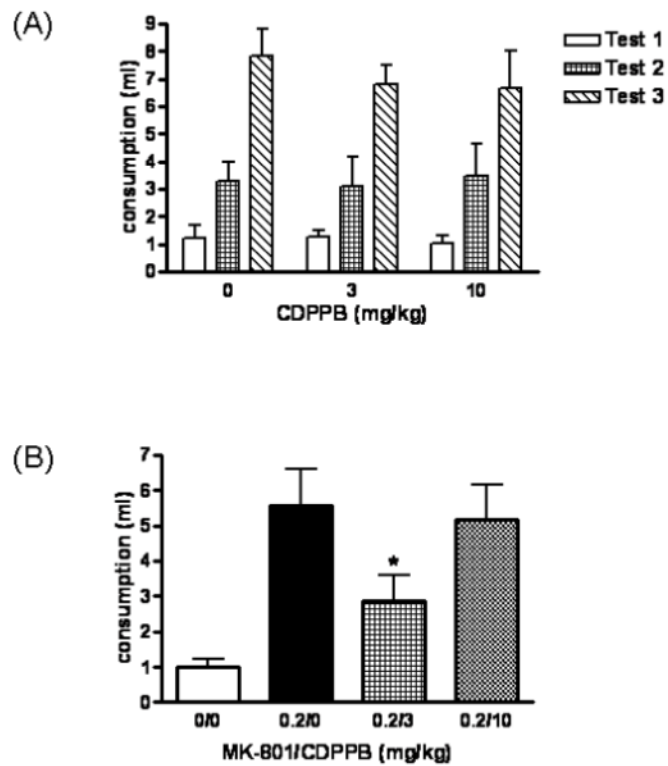 (A)
consumption (ml)
9
8
7
6
5
4
3
2
1
0
0 3 10
CDPPB (mg/kg)
Test 1
Test 2
Test 3
(B)
consumption (ml)
7
6
5
4
3
2
1
0
*
0/0 0.2/0 0.2/3 0.2/10
MK-801/CDPPB (mg/kg)